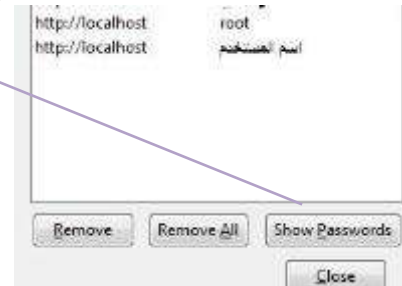 http://localhost root
http://localhost اسم المستخدم
Remove Remove All Show Passwords
Close